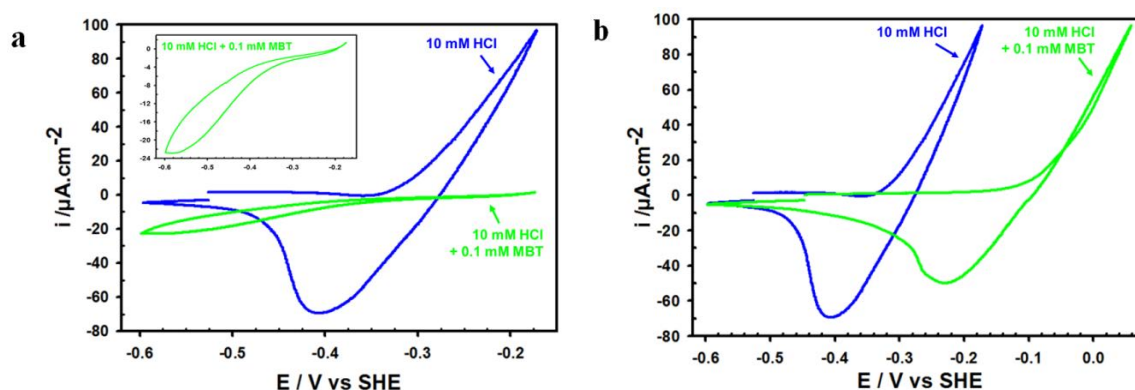 a
100
80
60
40
20
0
-20
-40
-60
-80
i /µA.cm-2
-0.6 -0.5 -0.4 -0.3 -0.2
E / V vs SHE
10 mM HCl
10 mM HCl
+ 0.1 mM MBT
10 mM HCl + 0.1 mM MBT
0
-4
-8
-12
-16
-20
-24
-0.6 -0.5 -0.4 -0.3 -0.2
b
100
80
60
40
20
0
-20
-40
-60
-80
i /µA.cm-2
-0.6 -0.5 -0.4 -0.3 -0.2 -0.1 0.0
E / V vs SHE
10 mM HCl
10 mM HCl
+ 0.1 mM MBT